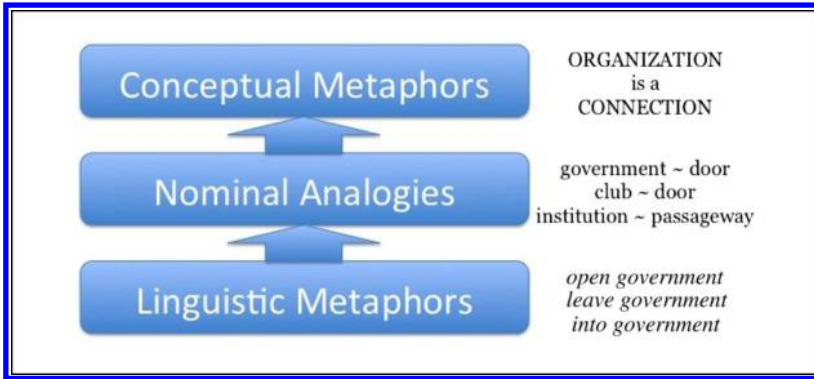 Conceptual Metaphors
ORGANIZATION
is a
CONNECTION
Nominal Analogies
government ~ door
club ~ door
institution ~ passageway
Linguistic Metaphors
open government
leave government
into government